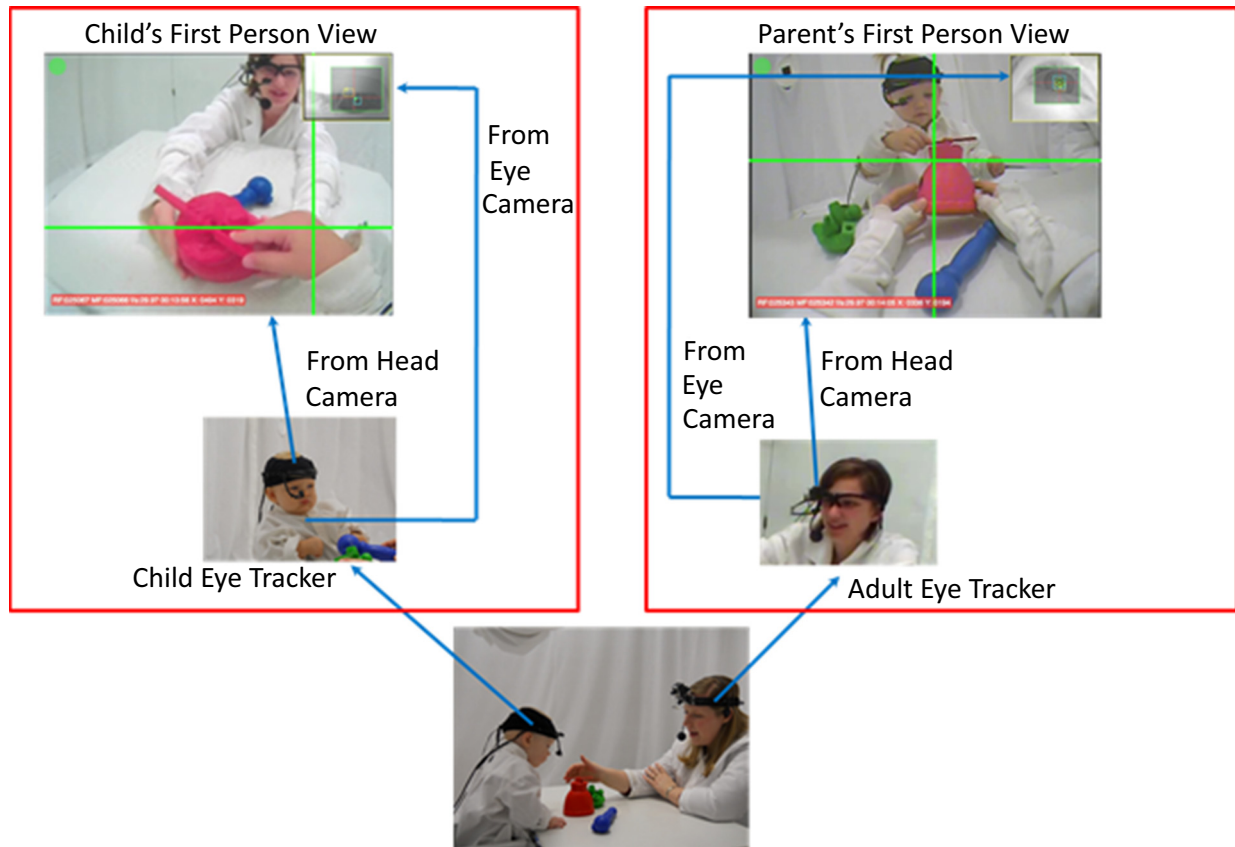 Child's First Person View
From
Eye
Camera
From Head
Camera
Child Eye Tracker
Parent's First Person View
From
Eye
Camera
From Head
Camera
Adult Eye Tracker